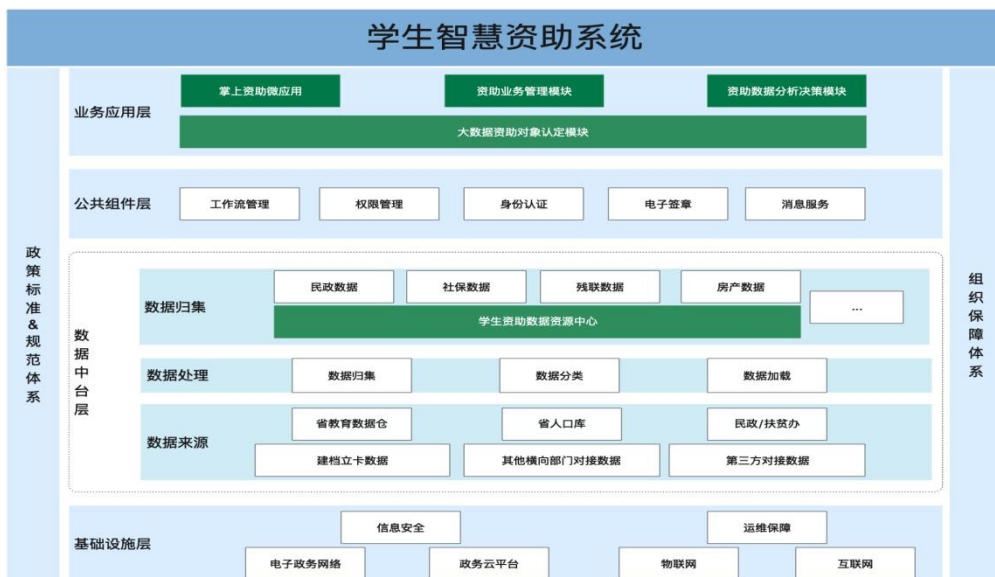 学生智慧资助系统
政策标准&规范体系
业务应用层
掌上资助微应用
资助业务管理模块
资助数据分析决策模块
大数据资助对象认定模块
公共组件层
工作流管理
权限管理
身份认证
电子签章
消息服务
数据中台层
数据归集
民政数据
社保数据
残联数据
房产数据
...
学生资助数据资源中心
数据处理
数据归集
数据分类
数据加载
数据来源
省教育数据仓
省人口库
民政/扶贫办
建档立卡数据
其他横向部门对接数据
第三方对接数据
基础设施层
信息安全
运维保障
电子政务网络
政务云平台
物联网
互联网
组织保障体系